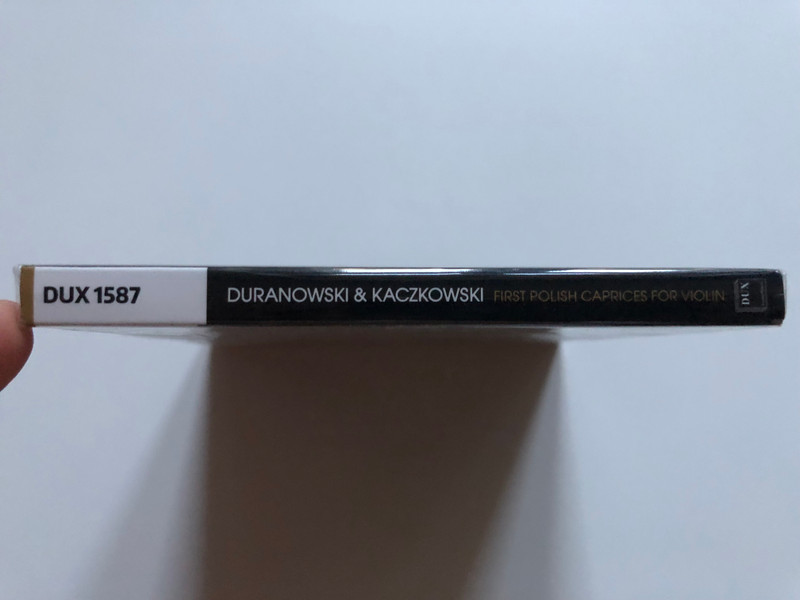 DUX 1587 DURANOWSKI & KACZKOWSKI FIRST POLISH CAPRICES FOR VIOLIN DUX